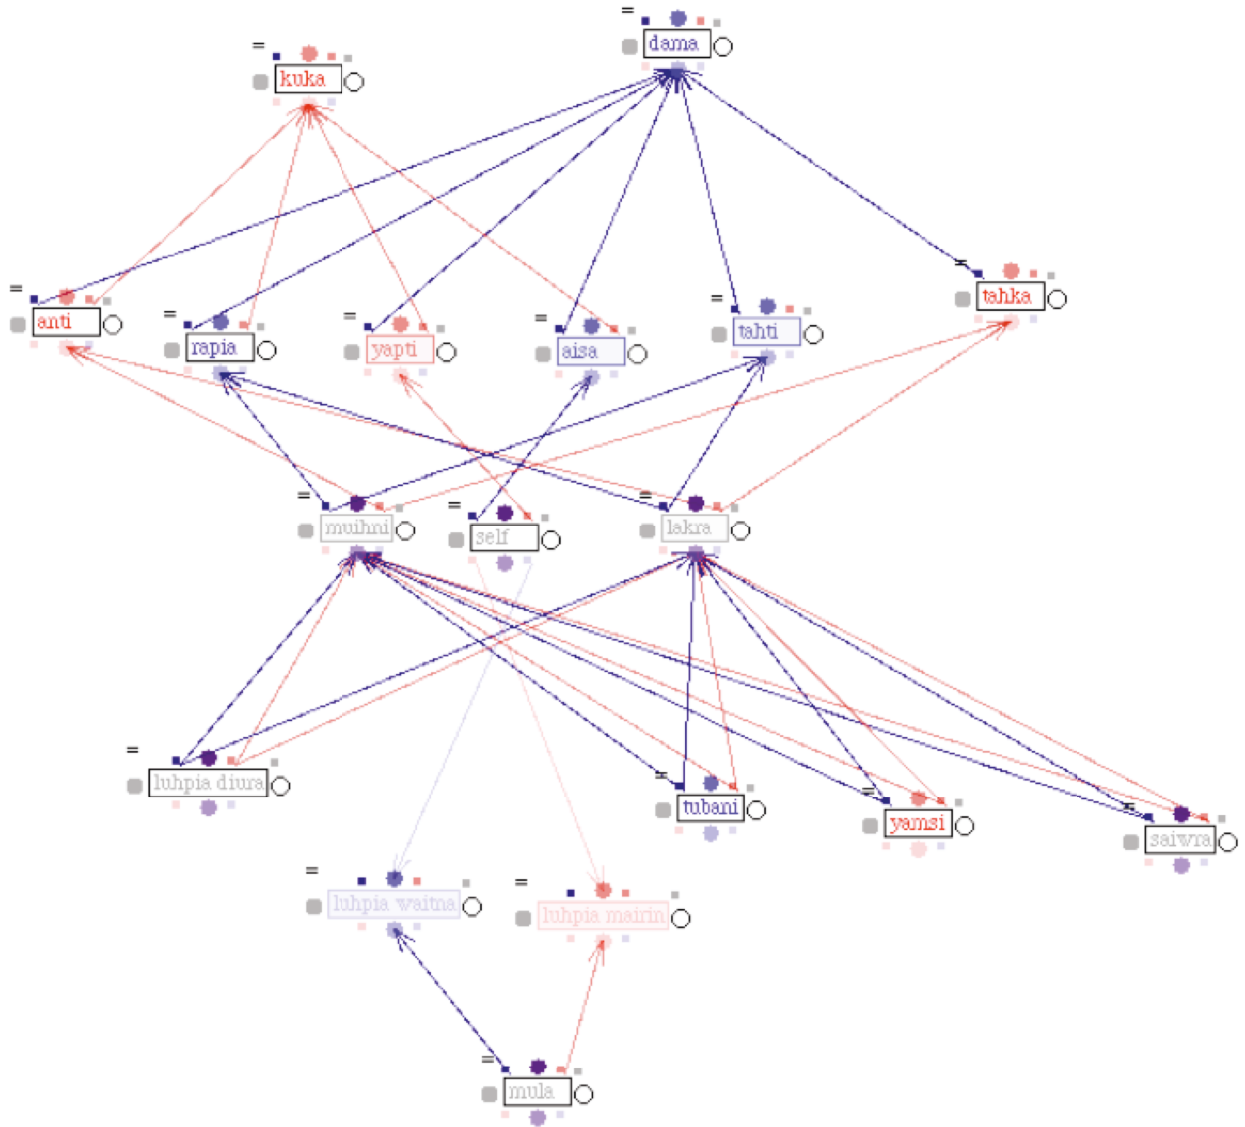 dama
kuka
anti
rapia
yapti
aisa
tahti
tahka
muihni
self
lakra
luhpia diura
tubani
yamsi
saiwra
luhpia waitna
luhpia mairin
mula